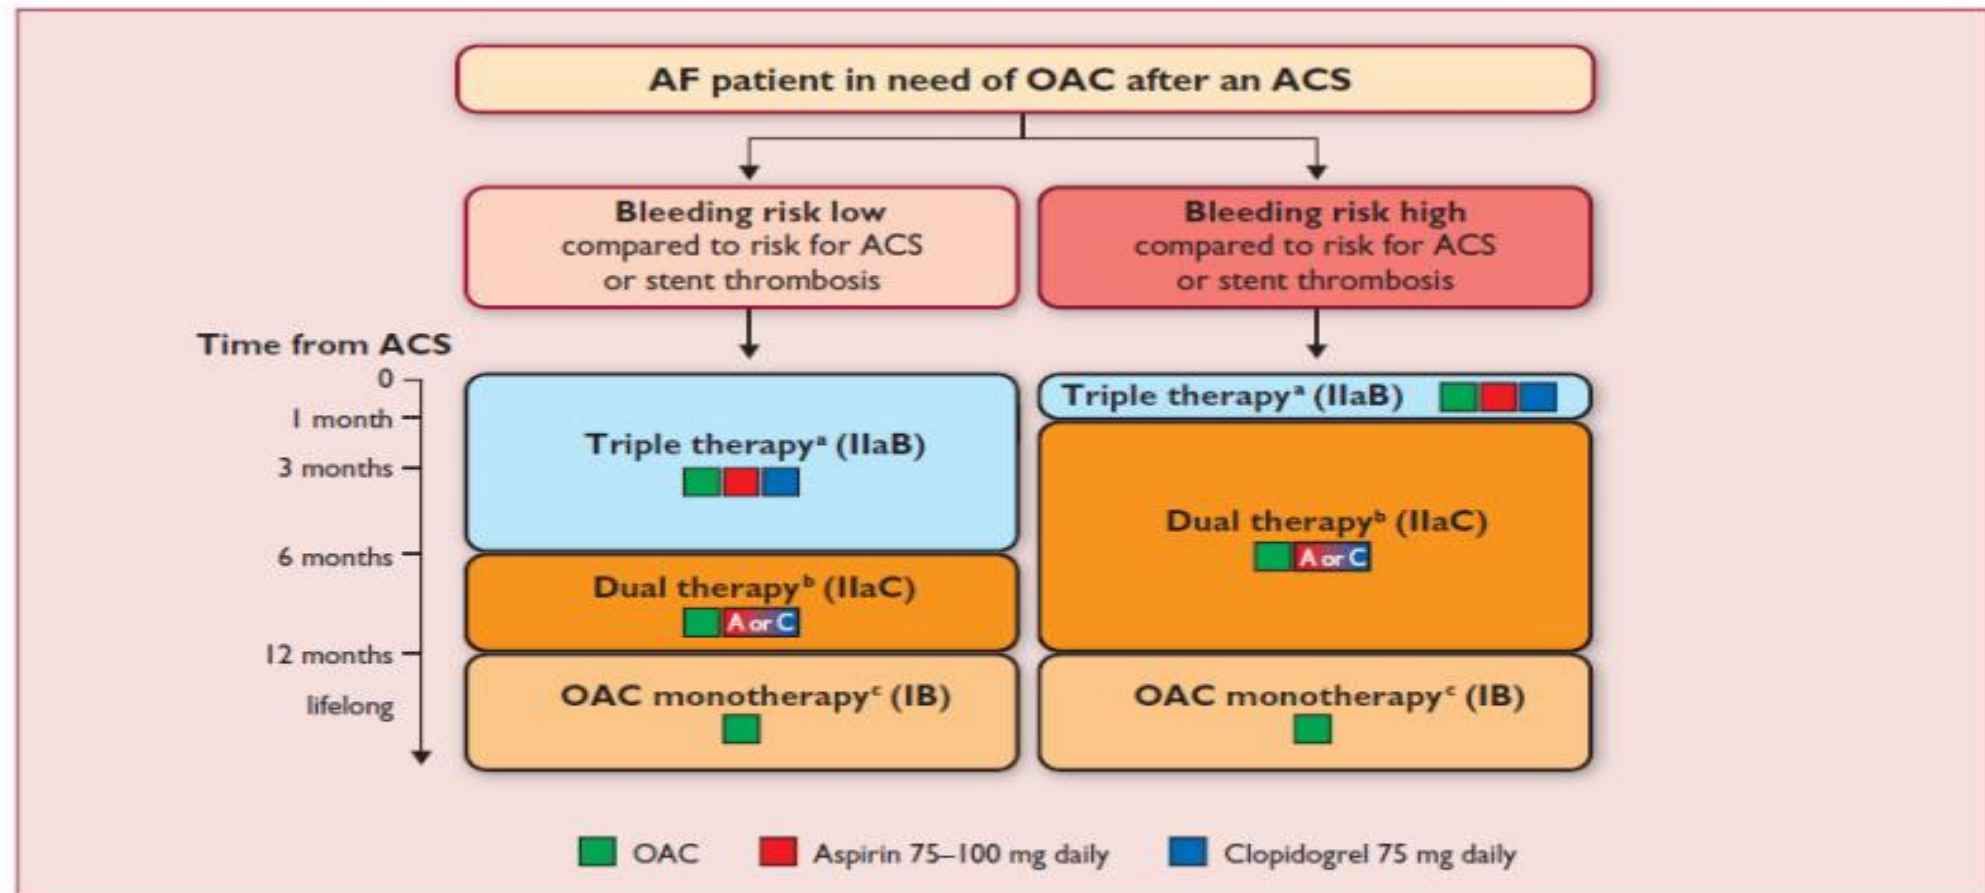 AF patient in need of OAC after an ACS
Bleeding risk low
compared to risk for ACS
or stent thrombosis
Bleeding risk high
compared to risk for ACS
or stent thrombosis
Time from ACS
0
1 month
3 months
6 months
12 months
lifelong
Triple therapyᵃ (IIaB)
Dual therapyᵇ (IIaC)
A or C
OAC monotherapyᶜ (IB)
Triple therapyᵃ (IIaB)
Dual therapyᵇ (IIaC)
A or C
OAC monotherapyᶜ (IB)
OAC
Aspirin 75–100 mg daily
Clopidogrel 75 mg daily